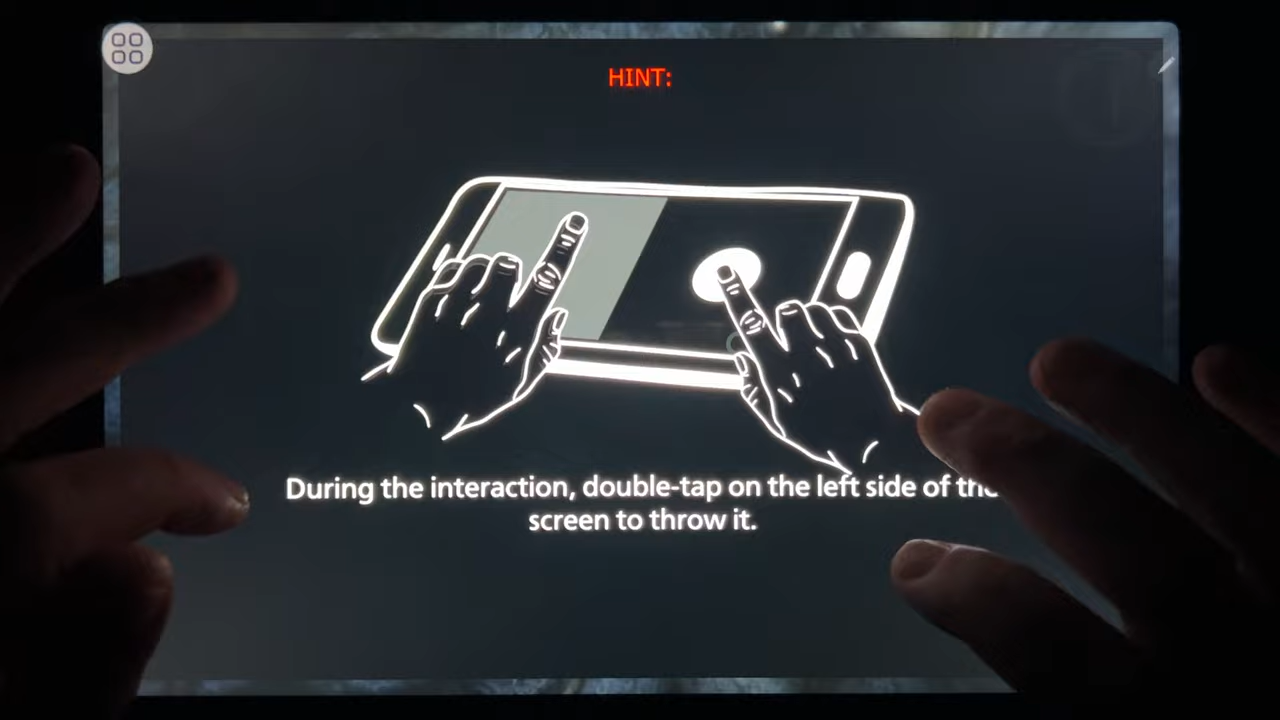 HINT:
During the interaction, double-tap on the left side of the
screen to throw it.